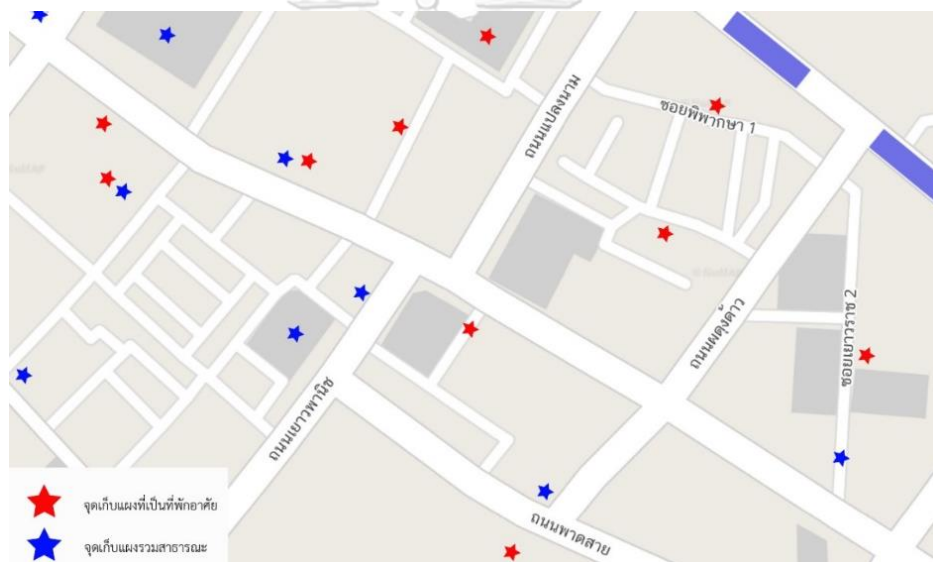 ถนนแปลงนาม
ซอยพิพากษา 1
ถนนผดุงด้าว
ซอยเยาวราช 2
ถนนเยาวพานิช
ถนนพาดสาย
จุดเก็บแผงที่เป็นที่พักอาศัย
จุดเก็บแผงรวมสาธารณะ